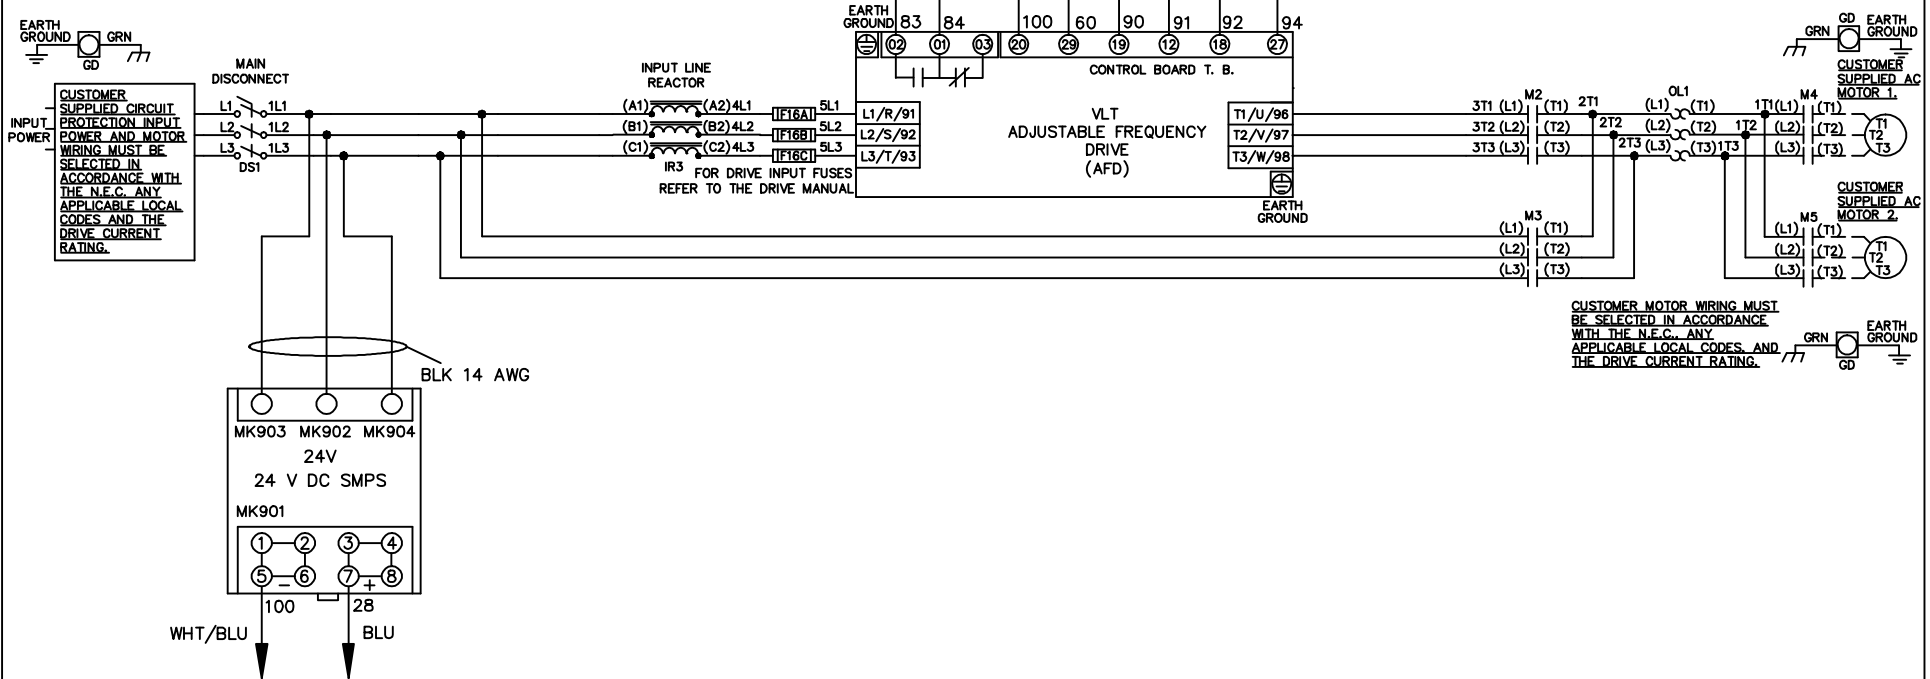 EARTH
GROUND
GRN
GD
MAIN
DISCONNECT
CUSTOMER
SUPPLIED CIRCUIT
PROTECTION INPUT
POWER AND MOTOR
WIRING MUST BE
SELECTED IN
ACCORDANCE WITH
THE N.E.C. ANY
APPLICABLE LOCAL
CODES AND THE
DRIVE CURRENT
RATING.
INPUT
POWER
L1 1L1
L2 1L2
L3 1L3
DS1
INPUT LINE
REACTOR
(A1) (A2) 4L1 F16A 5L1
(B1) (B2) 4L2 F16B 5L2
(C1) (C2) 4L3 F16C 5L3
IR3
FOR DRIVE INPUT FUSES
REFER TO THE DRIVE MANUAL
EARTH
GROUND
83 84 100 60 90 91 92 94
02 01 03 20 29 19 12 18 27
CONTROL BOARD T. B.
L1/R/91
L2/S/92
L3/T/93
VLT
ADJUSTABLE FREQUENCY
DRIVE
(AFD)
T1/U/96
T2/V/97
T3/W/98
EARTH
GROUND
M2
3T1 (L1) (T1) 2T1
3T2 (L2) (T2) 2T2
3T3 (L3) (T3) 2T3
OL1
(L1) (T1) 1T1
(L2) (T2) 1T2
(L3) (T3) 1T3
M4
(L1) (T1)
(L2) (T2)
(L3) (T3)
T1
T2
T3
GD
GRN
EARTH
GROUND
CUSTOMER
SUPPLIED AC
MOTOR 1.
M3
(L1) (T1)
(L2) (T2)
(L3) (T3)
M5
(L1) (T1)
(L2) (T2)
(L3) (T3)
T1
T2
T3
CUSTOMER
SUPPLIED AC
MOTOR 2.
CUSTOMER MOTOR WIRING MUST
BE SELECTED IN ACCORDANCE
WITH THE N.E.C., ANY
APPLICABLE LOCAL CODES, AND
THE DRIVE CURRENT RATING.
GRN
GD
EARTH
GROUND
BLK 14 AWG
MK903 MK902 MK904
24V
24 V DC SMPS
MK901
1 2 3 4
5 6 7 8
− +
100 28
WHT/BLU BLU